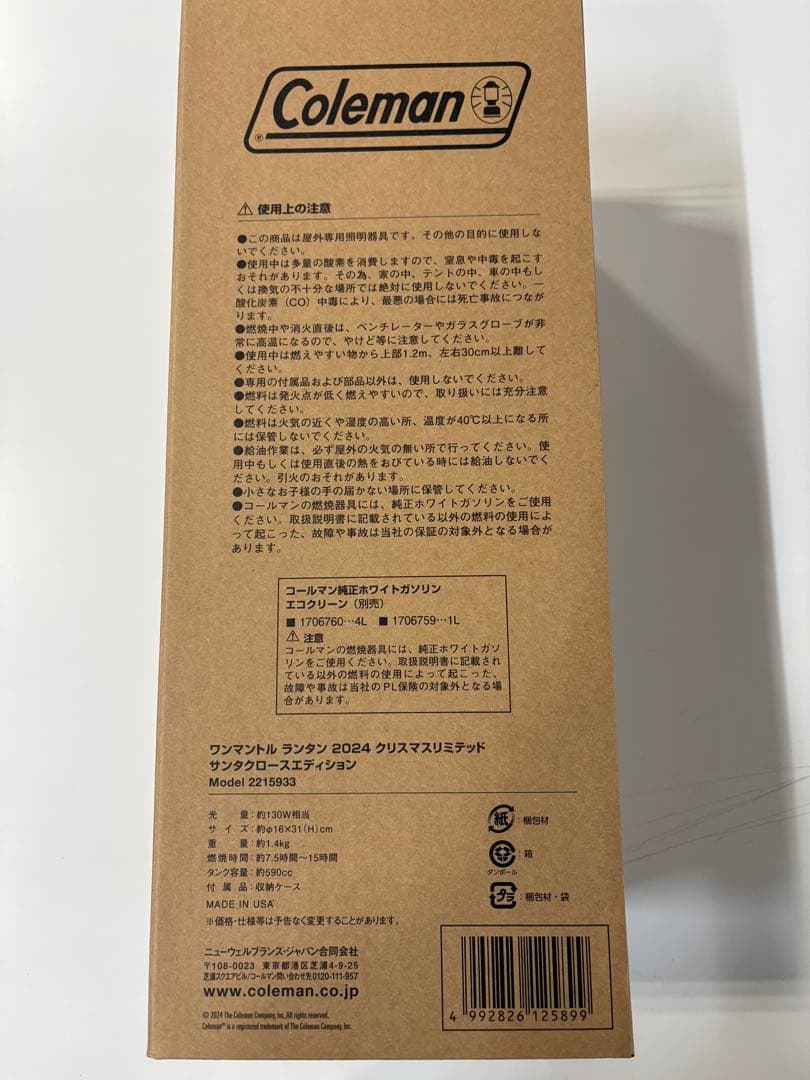 Coleman
®
⚠ 使用上の注意
●この商品は屋外専用照明器具です。その他の目的に使用しな
いでください。
●使用中は多量の酸素を消費しますので、窒息や中毒を起こす
おそれがあります。その為、家の中、テントの中、車の中もし
くは換気の不十分な場所では絶対に使用しないでください。一
酸化炭素（CO）中毒により、最悪の場合には死亡事故につなが
ります。
●燃焼中や消火直後は、ベンチレーターやガラスグローブが非
常に高温になるので、やけど等に注意してください。
●使用中は燃えやすい物から上部1.2m、左右30cm以上離して
ください。
●専用の付属品および部品以外は、使用しないでください。
●燃料は発火点が低く燃えやすいので、取り扱いには充分注意
してください。
●燃料は火気の近くや湿度の高い所、温度が40℃以上になる所
には保管しないでください。
●給油作業は、必ず屋外の火気の無い所で行ってください。使
用中もしくは使用直後の熱をおびている時には給油しないでく
ださい。引火のおそれがあります。
●小さなお子様の手の届かない場所に保管してください。
●コールマンの燃焼器具には、純正ホワイトガソリンをご使用
ください。取扱説明書に記載されている以外の燃料の使用によ
って起こった、故障や事故は当社の保証の対象外となる場合が
あります。
コールマン純正ホワイトガソリン
エコクリーン（別売）
■ 1706760…4L ■ 1706759…1L
⚠ 注意
コールマンの燃焼器具には、純正ホワイトガソ
リンをご使用ください。取扱説明書に記載され
ている以外の燃料の使用によって起こった、
故障や事故は当社のPL保険の対象外となる場
合があります。
ワンマントル ランタン 2024 クリスマスリミテッド
サンタクロースエディション
Model 2215933
光 量：約130W相当
サイズ：約φ16×31（H）cm
重 量：約1.4kg
燃焼時間：約7.5時間〜15時間
タンク容量：約590cc
付属品：収納ケース
MADE IN USA
※価格・仕様等は予告なく変更することがあります。
紙：梱包材
：箱
ダンボール
プラ：梱包材・袋
ニューウェルブランズ・ジャパン合同会社
〒108-0023 東京都港区芝浦4-9-25
芝浦スクエアビル/コールマン問い合わせ先0120-111-957
www.coleman.co.jp
© 2024 The Coleman Company, Inc. All rights reserved.
Coleman® is a registered trademark of The Coleman Company, Inc.
4 992826 125899